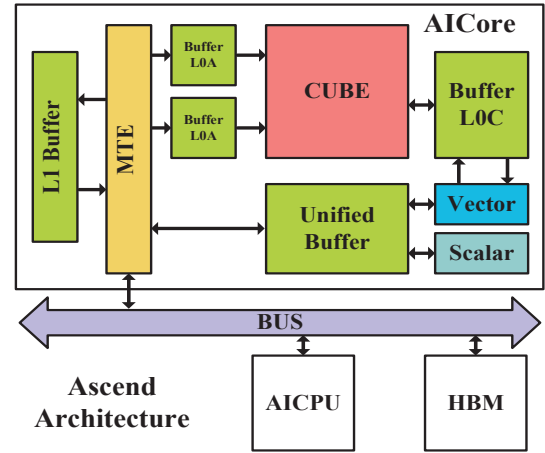 AICore
L1 Buffer
MTE
Buffer
L0A
Buffer
L0A
CUBE
Buffer
L0C
Unified
Buffer
Vector
Scalar
BUS
Ascend
Architecture
AICPU
HBM